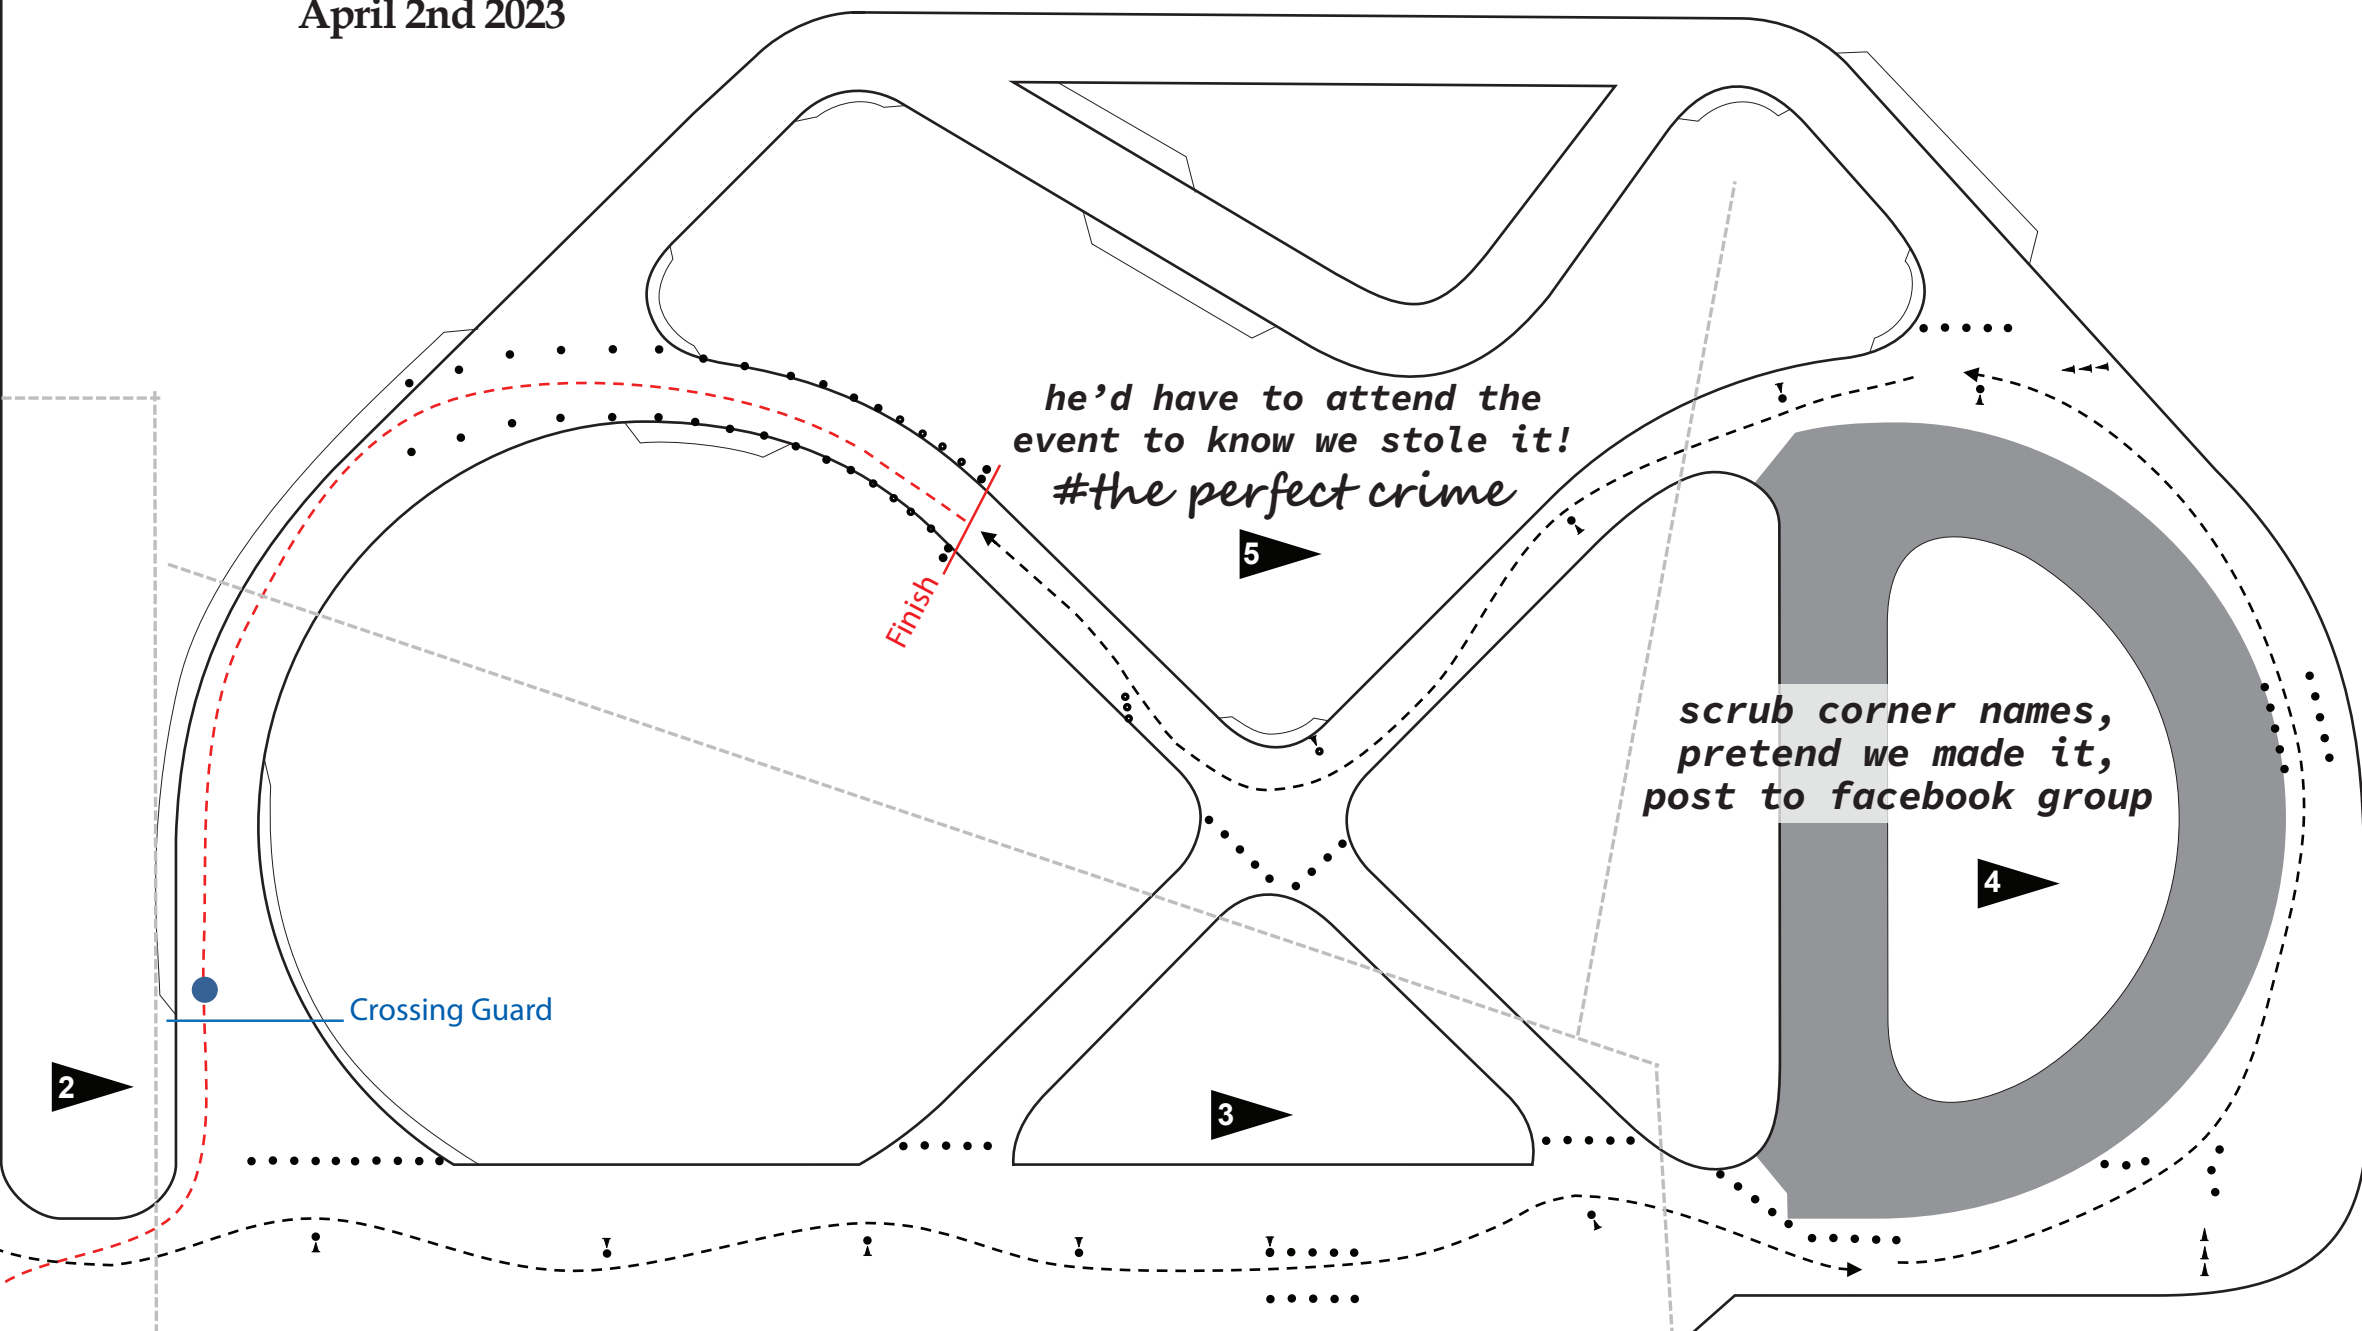 April 2nd 2023
he’d have to attend the
event to know we stole it!
#the perfect crime
5
Finish
scrub corner names,
pretend we made it,
post to facebook group
4
Crossing Guard
2
3